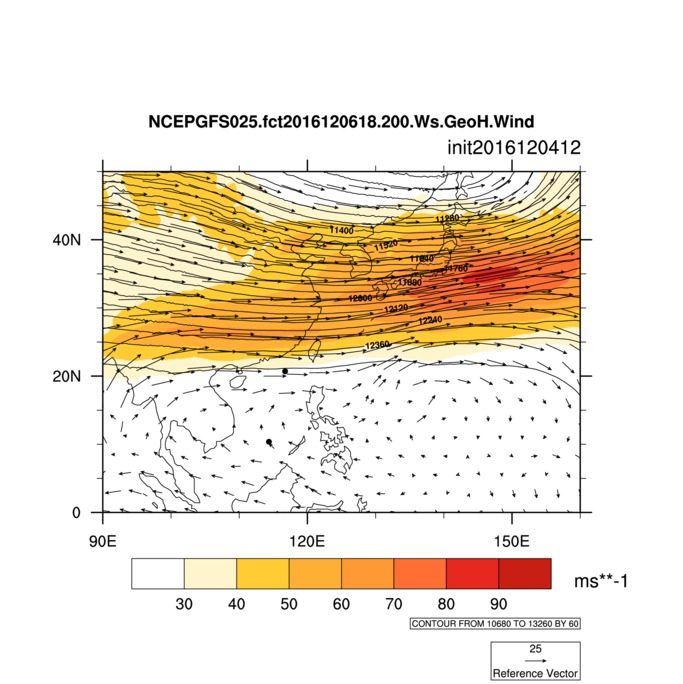 NCEPGFS025.fct2016120618.200.Ws.GeoH.Wind
init2016120412
11280
11400
11520
40N
11640
11760
11880
12000
12120
12240
12360
20N
0
90E 120E 150E
ms**-1
30 40 50 60 70 80 90
CONTOUR FROM 10680 TO 13260 BY 60
25
Reference Vector